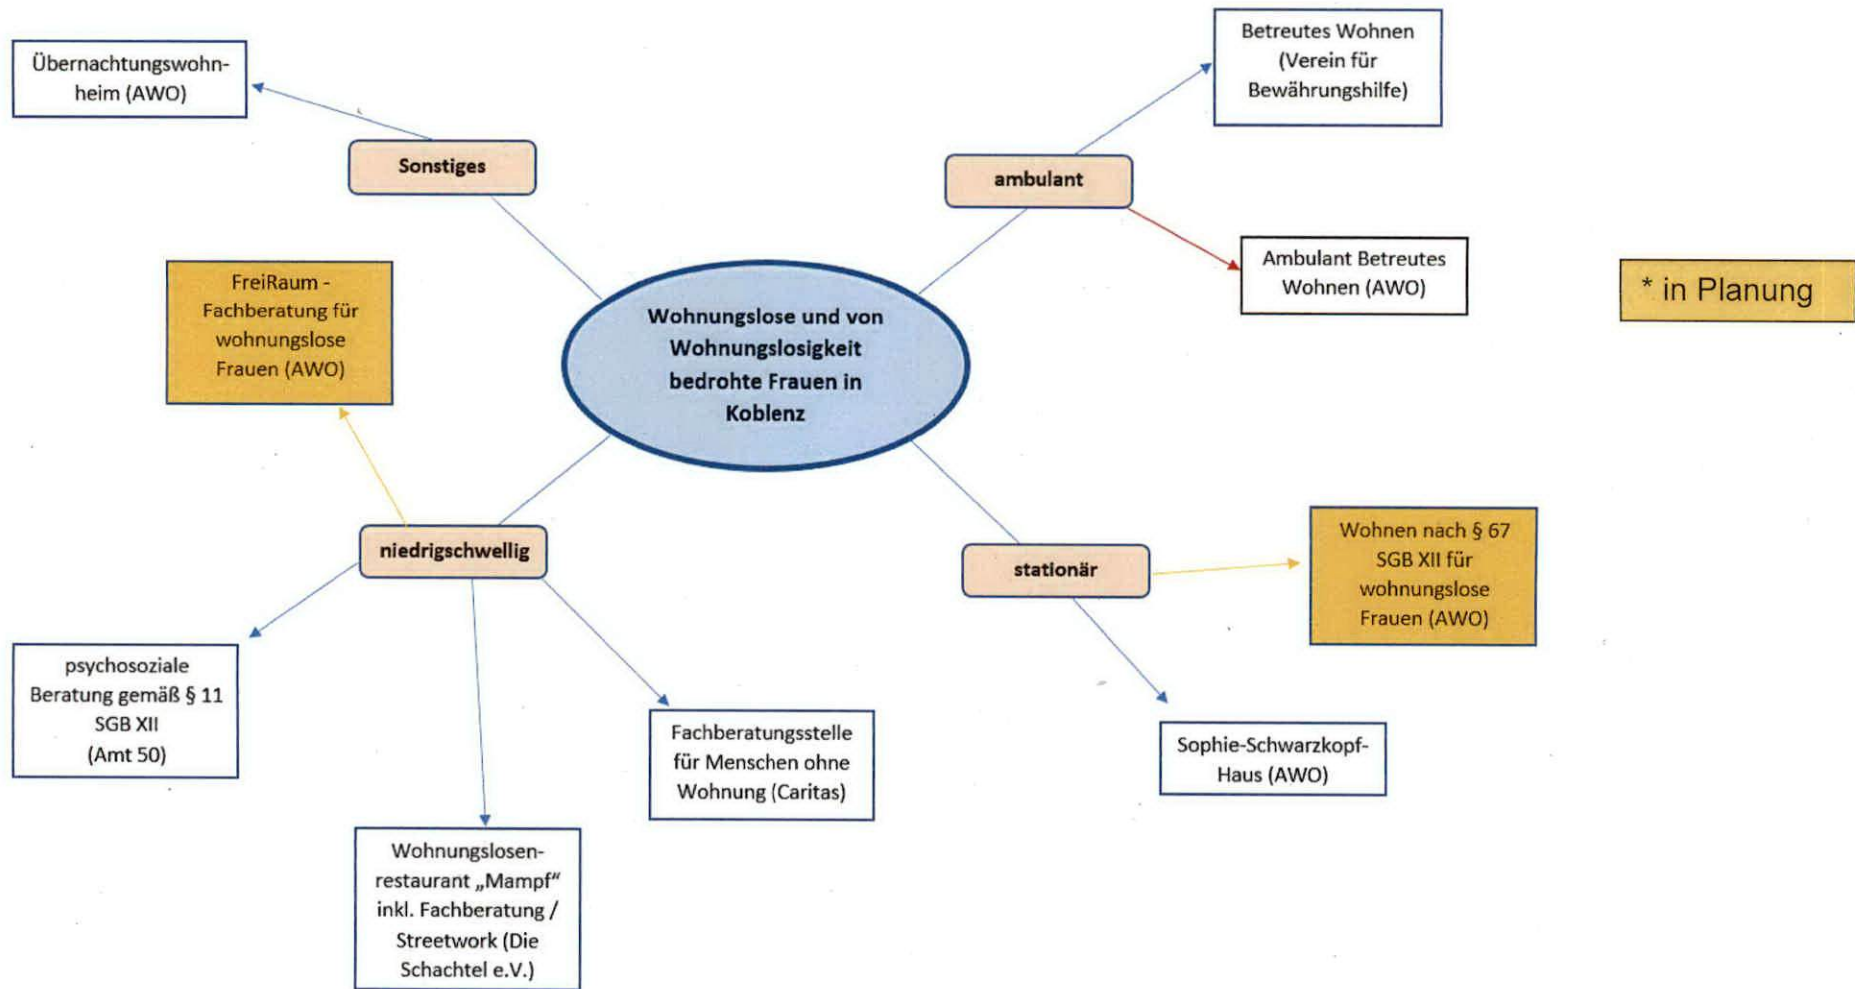 Übernachtungswohn-
heim (AWO)
Betreutes Wohnen
(Verein für
Bewährungshilfe)
Sonstiges
ambulant
Ambulant Betreutes
Wohnen (AWO)
* in Planung
FreiRaum -
Fachberatung für
wohnungslose
Frauen (AWO)
Wohnungslose und von
Wohnungslosigkeit
bedrohte Frauen in
Koblenz
niedrigschwellig
stationär
Wohnen nach § 67
SGB XII für
wohnungslose
Frauen (AWO)
psychosoziale
Beratung gemäß § 11
SGB XII
(Amt 50)
Fachberatungsstelle
für Menschen ohne
Wohnung (Caritas)
Sophie-Schwarzkopf-
Haus (AWO)
Wohnungslosen-
restaurant „Mampf“
inkl. Fachberatung /
Streetwork (Die
Schachtel e.V.)